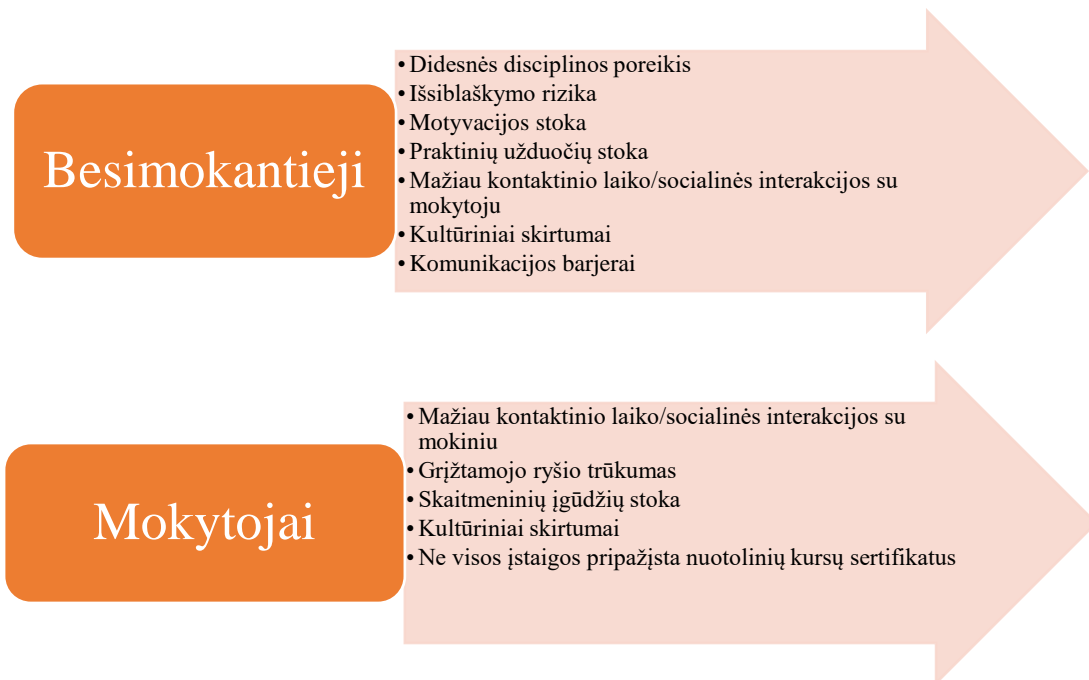 Besimokantieji
• Didesnės disciplinos poreikis
• Išsiblaškymo rizika
• Motyvacijos stoka
• Praktinių užduočių stoka
• Mažiau kontaktinio laiko/socialinės interakcijos su
mokytoju
• Kultūriniai skirtumai
• Komunikacijos barjerai
Mokytojai
• Mažiau kontaktinio laiko/socialinės interakcijos su
mokiniu
• Grįžtamojo ryšio trūkumas
• Skaitmeninių įgūdžių stoka
• Kultūriniai skirtumai
• Ne visos įstaigos pripažįsta nuotolinių kursų sertifikatus